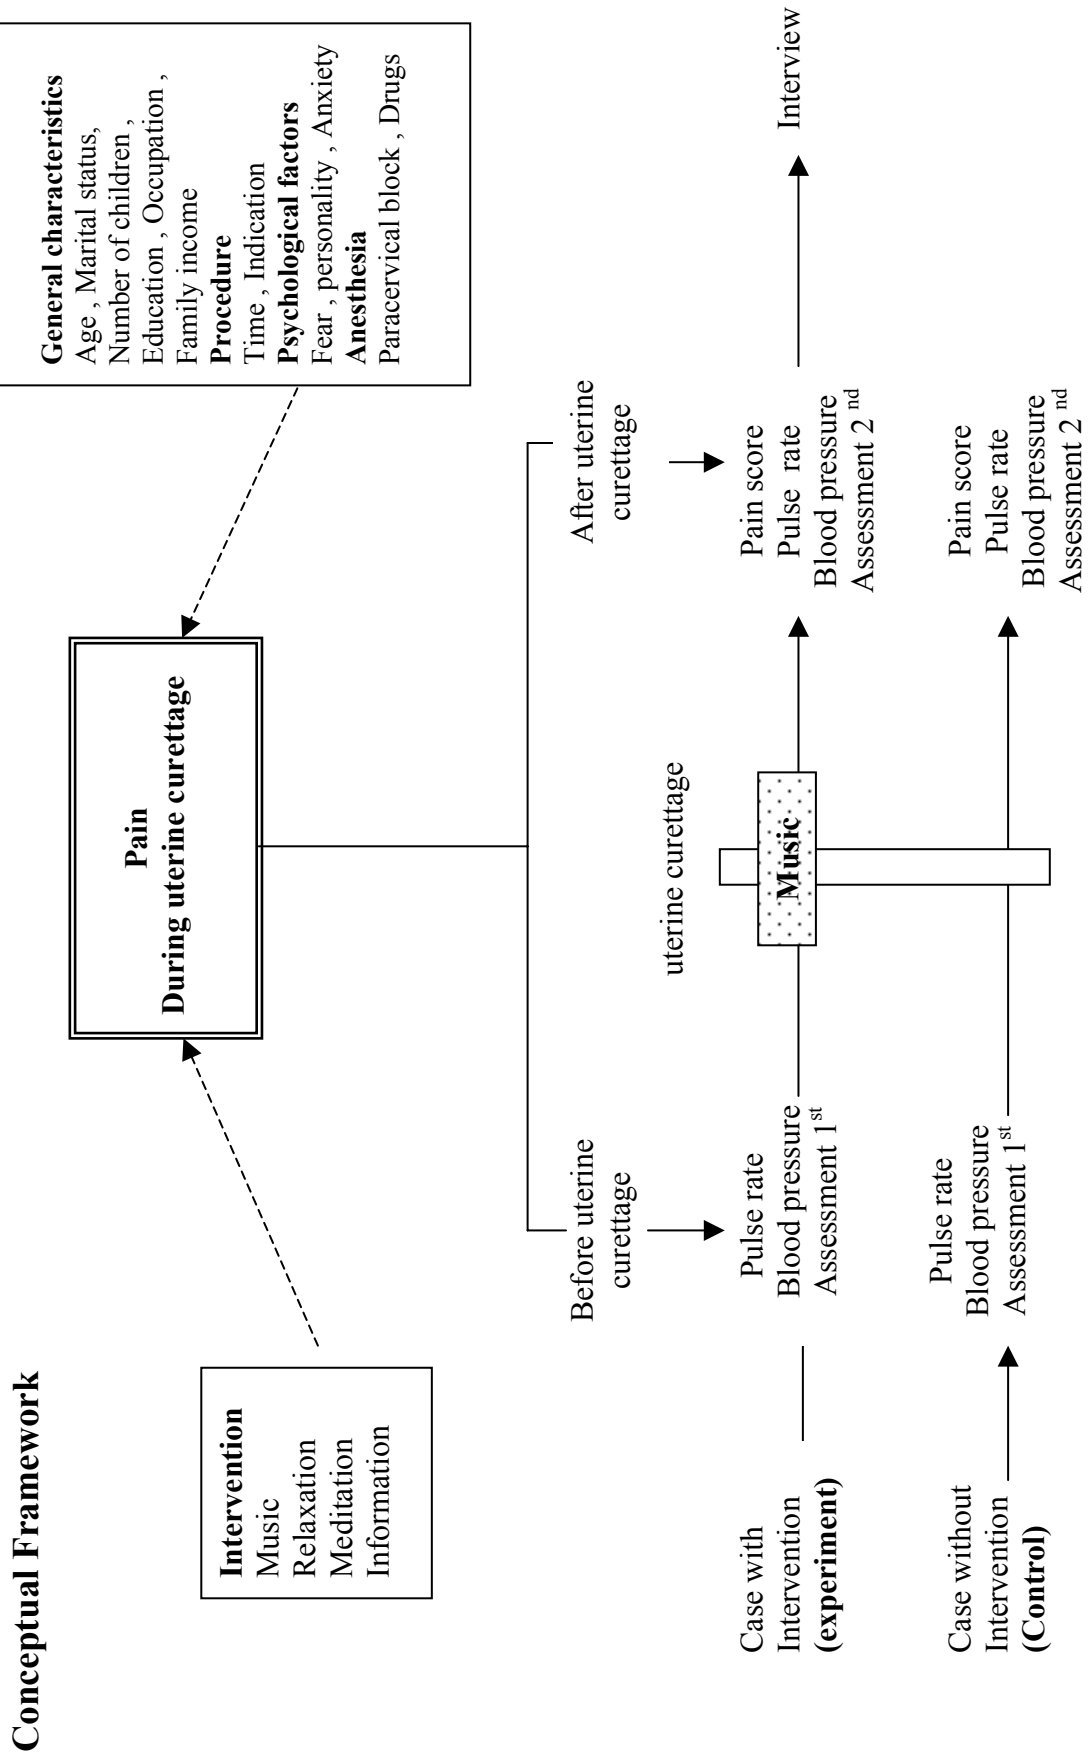 Conceptual Framework
Intervention
Music
Relaxation
Meditation
Information
Pain
During uterine curettage
General characteristics
Age , Marital status,
Number of children ,
Education , Occupation ,
Family income
Procedure
Time , Indication
Psychological factors
Fear , personality , Anxiety
Anesthesia
Paracervical block , Drugs
Before uterine
curettage
After uterine
curettage
uterine curettage
Case with
Intervention
(experiment)
Pulse rate
Blood pressure
Assessment 1st
Music
Pain score
Pulse rate
Blood pressure
Assessment 2 nd
Interview
Case without
Intervention
(Control)
Pulse rate
Blood pressure
Assessment 1st
Pain score
Pulse rate
Blood pressure
Assessment 2 nd